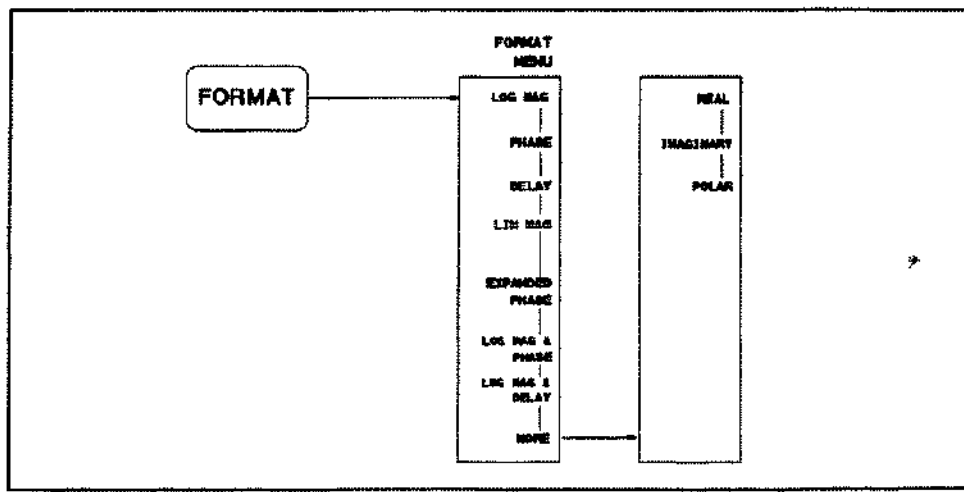 FORMAT
MENU
FORMAT
LOG MAG
PHASE
DELAY
LIN MAG
EXPANDED
PHASE
LOG MAG &
PHASE
LOG MAG &
DELAY
MORE
REAL
IMAGINARY
POLAR